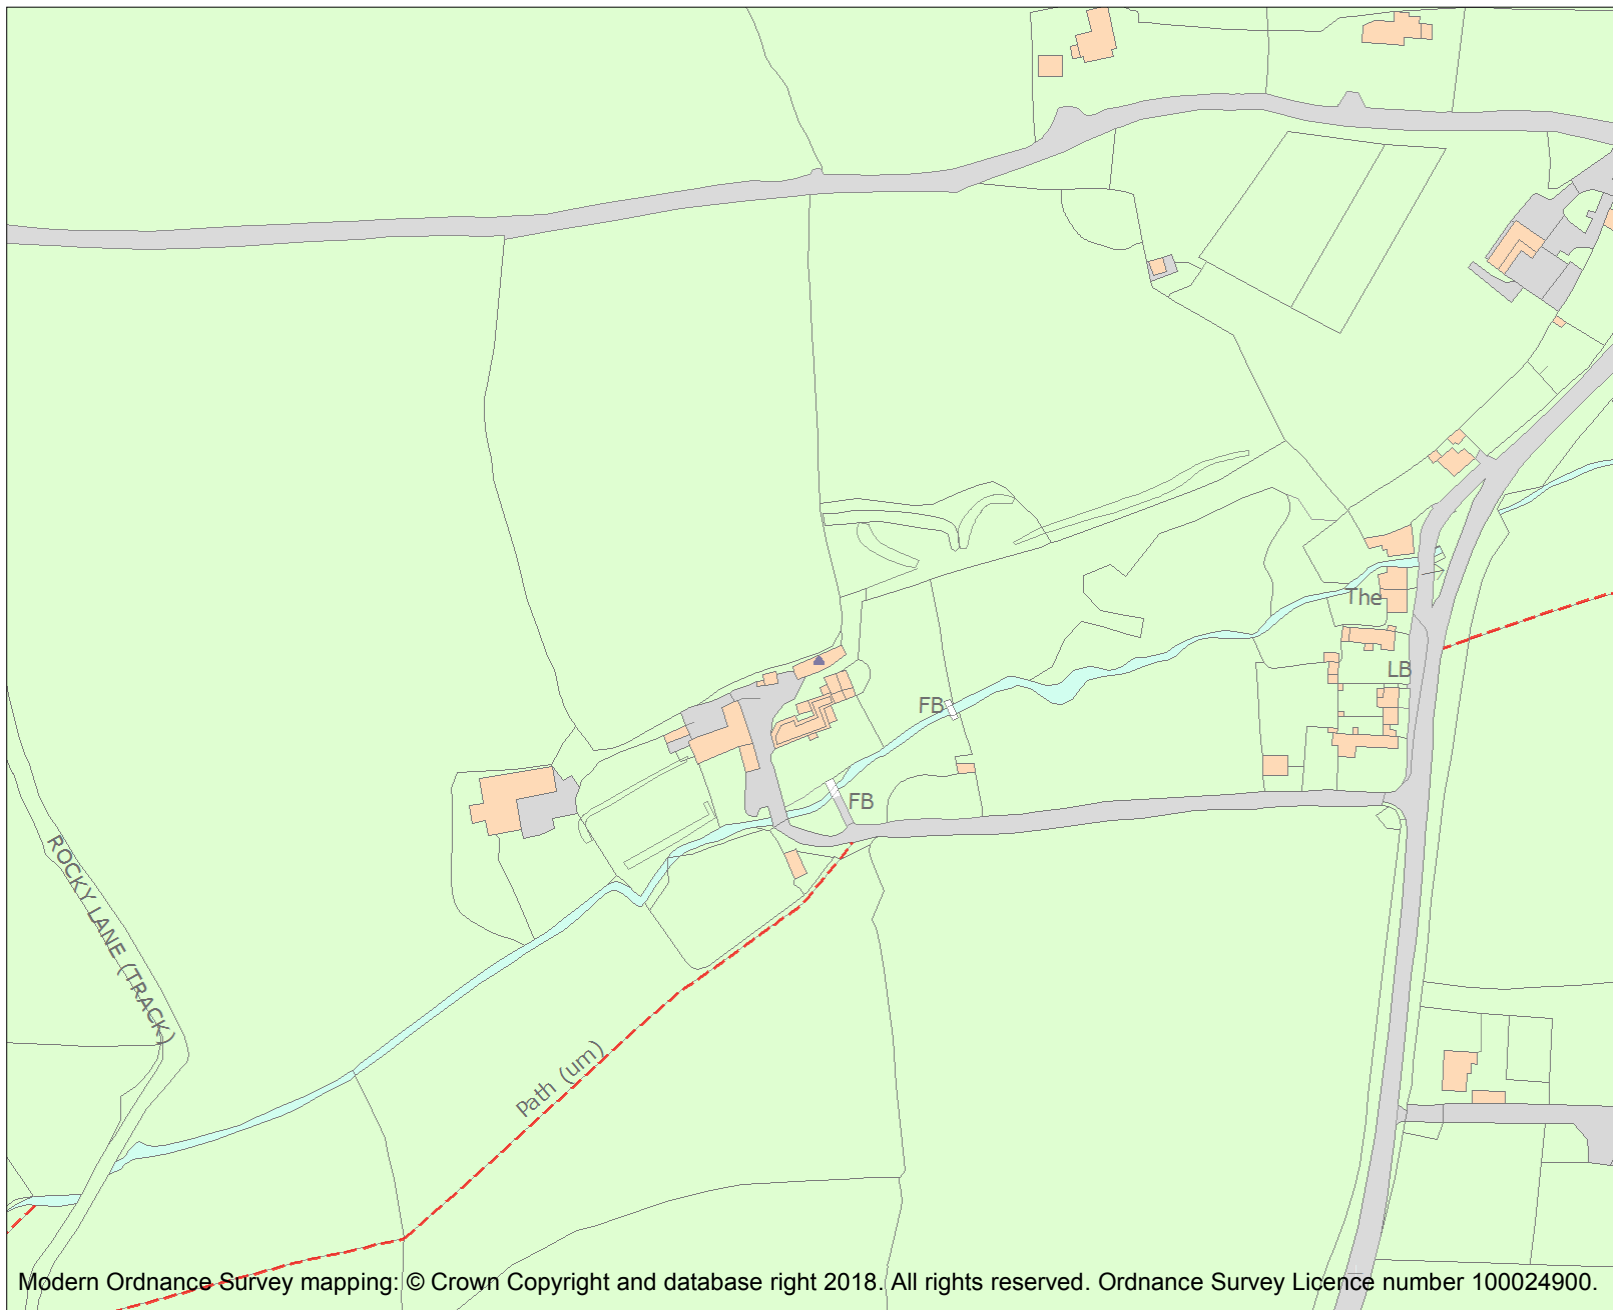 The
LB
FB
FB
ROCKY LANE (TRACK)
Path (um)
Modern Ordnance Survey mapping: © Crown Copyright and database right 2018. All rights reserved. Ordnance Survey Licence number 100024900.